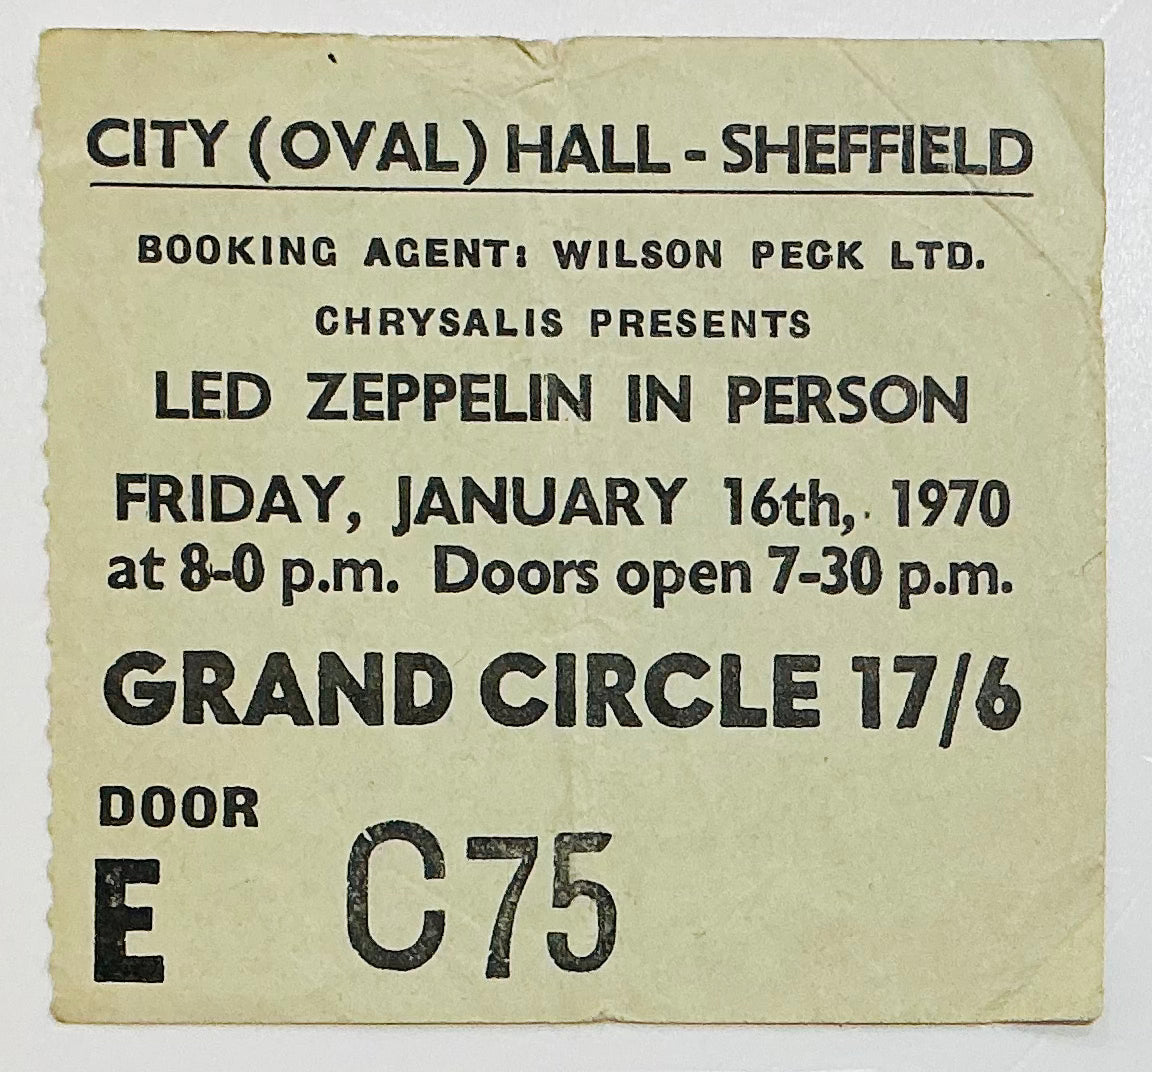 CITY (OVAL) HALL - SHEFFIELD
BOOKING AGENT: WILSON PECK LTD.
CHRYSALIS PRESENTS
LED ZEPPELIN IN PERSON
FRIDAY, JANUARY 16th, 1970
at 8-0 p.m. Doors open 7-30 p.m.
GRAND CIRCLE 17/6
DOOR
E C75